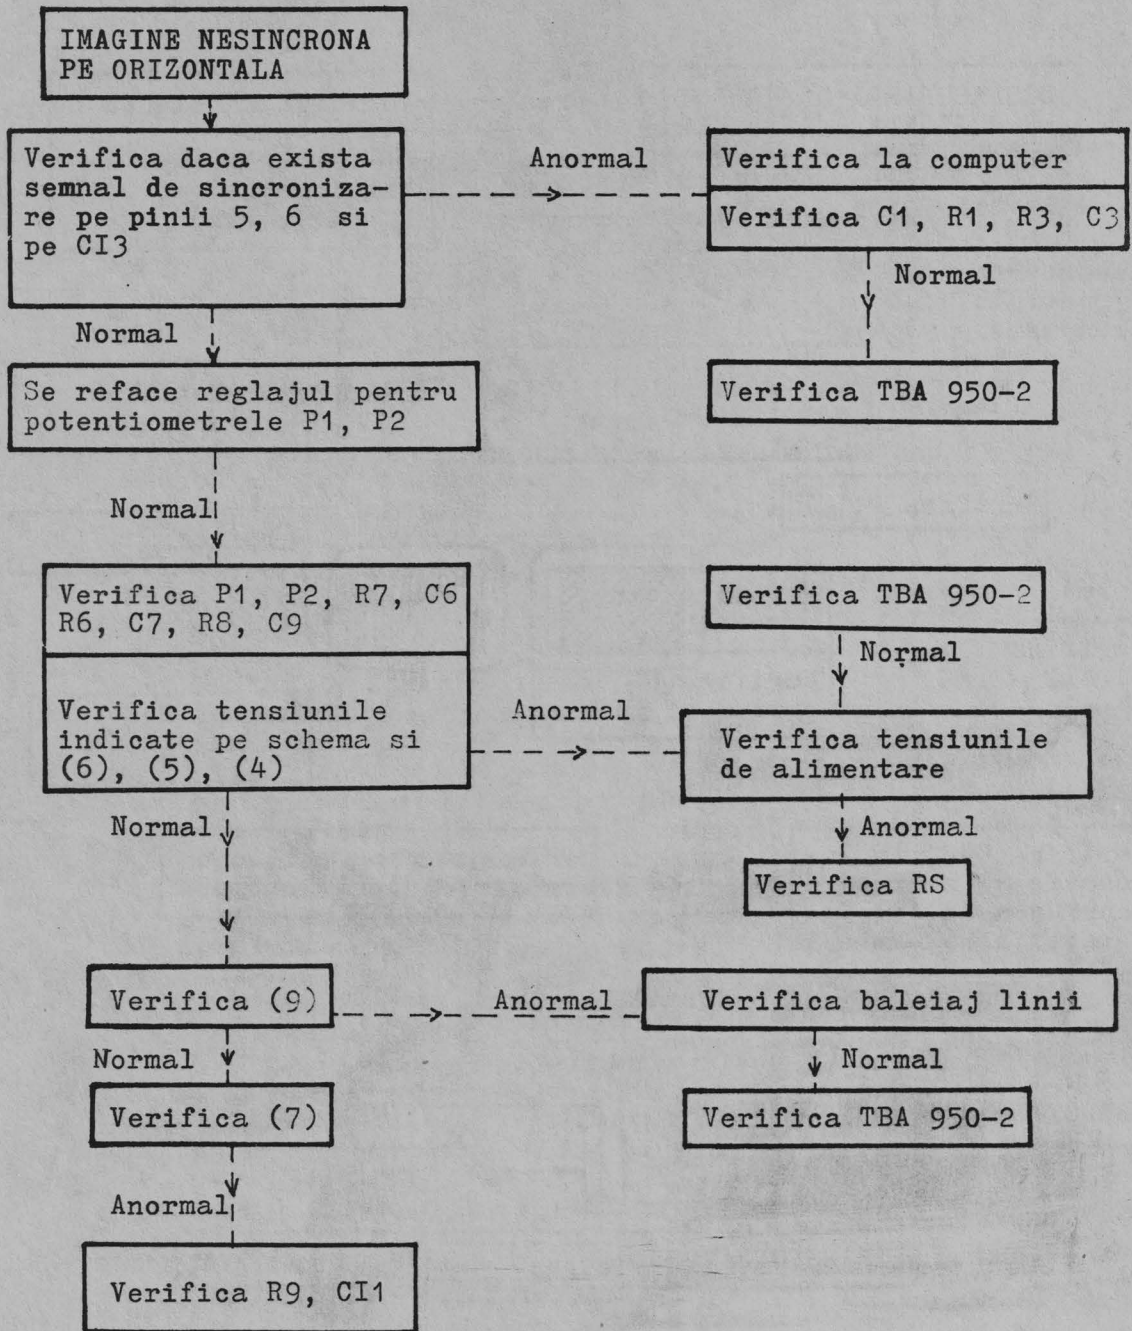 IMAGINE NESINCRONA
PE ORIZONTALA
Verifica daca exista
semnal de sincroniza-
re pe pinii 5, 6 si
pe CI3
Anormal
Verifica la computer
Verifica C1, R1, R3, C3
Normal
Normal
Se reface reglajul pentru
potentiometrele P1, P2
Verifica TBA 950-2
Normal
Verifica P1, P2, R7, C6
R6, C7, R8, C9
Verifica TBA 950-2
Normal
Verifica tensiunile
indicate pe schema si
(6), (5), (4)
Anormal
Verifica tensiunile
de alimentare
Normal
Anormal
Verifica RS
Verifica (9)
Anormal
Verifica baleiaj linii
Normal
Normal
Verifica (7)
Verifica TBA 950-2
Anormal
Verifica R9, CI1